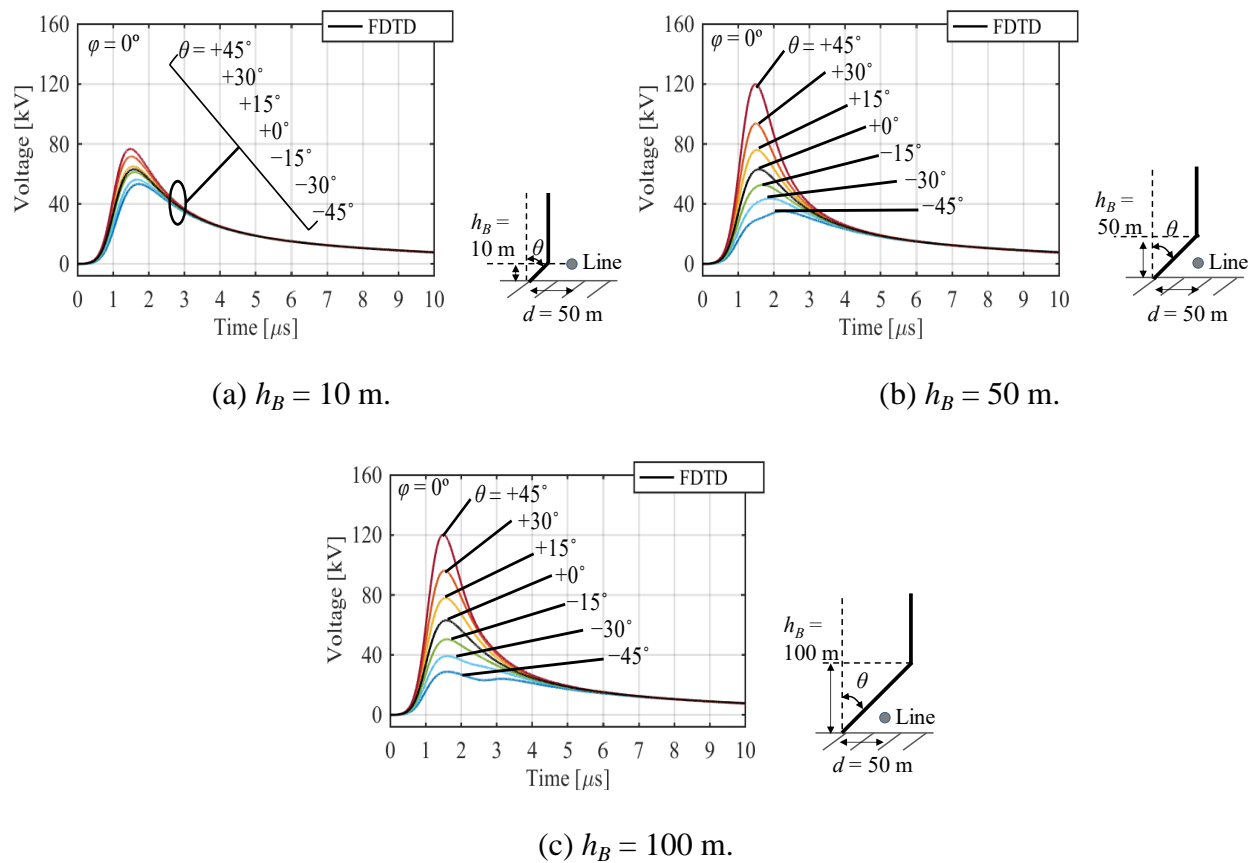 160
120
80
40
0
Voltage [kV]
φ = 0º
FDTD
θ = +45˚
+30˚
+15˚
+0˚
−15˚
−30˚
−45˚
0 1 2 3 4 5 6 7 8 9 10
Time [μs]
h_B =
10 m
θ
Line
d = 50 m
(a) h_B = 10 m.
160
120
80
40
0
Voltage [kV]
φ = 0º
FDTD
θ = +45˚
+30˚
+15˚
+0˚
−15˚
−30˚
−45˚
0 1 2 3 4 5 6 7 8 9 10
Time [μs]
h_B =
50 m
θ
Line
d = 50 m
(b) h_B = 50 m.
160
120
80
40
0
Voltage [kV]
φ = 0º
FDTD
θ = +45˚
+30˚
+15˚
+0˚
−15˚
−30˚
−45˚
0 1 2 3 4 5 6 7 8 9 10
Time [μs]
h_B =
100 m
θ
Line
d = 50 m
(c) h_B = 100 m.